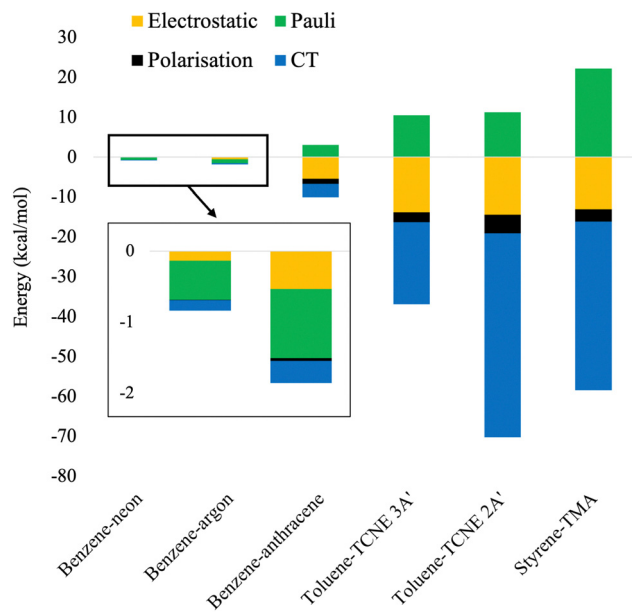 Electrostatic Pauli
Polarisation CT
Energy (kcal/mol)
30
20
10
0
-10
-20
-30
-40
-50
-60
-70
-80
0
-1
-2
Benzene-neon
Benzene-argon
Benzene-anthracene
Toluene-TCNE 3A'
Toluene-TCNE 2A'
Styrene-TMA